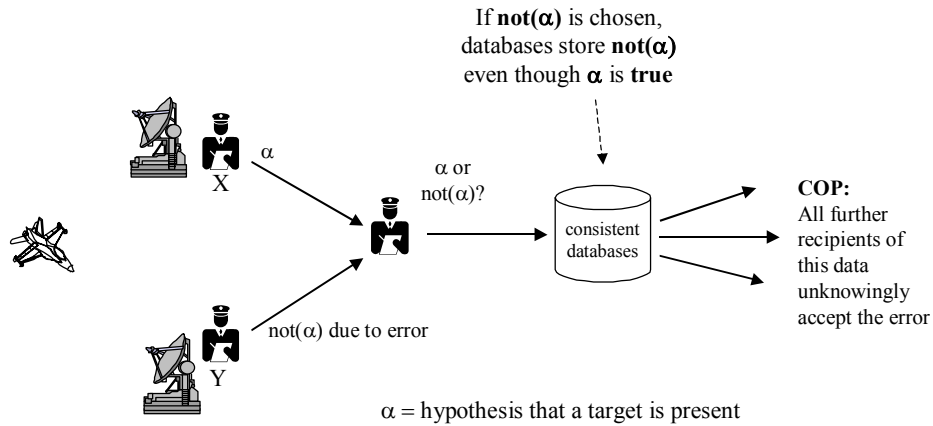 If not(α) is chosen,
databases store not(α)
even though α is true
X
α
α or
not(α)?
consistent
databases
COP:
All further
recipients of
this data
unknowingly
accept the error
not(α) due to error
Y
α = hypothesis that a target is present